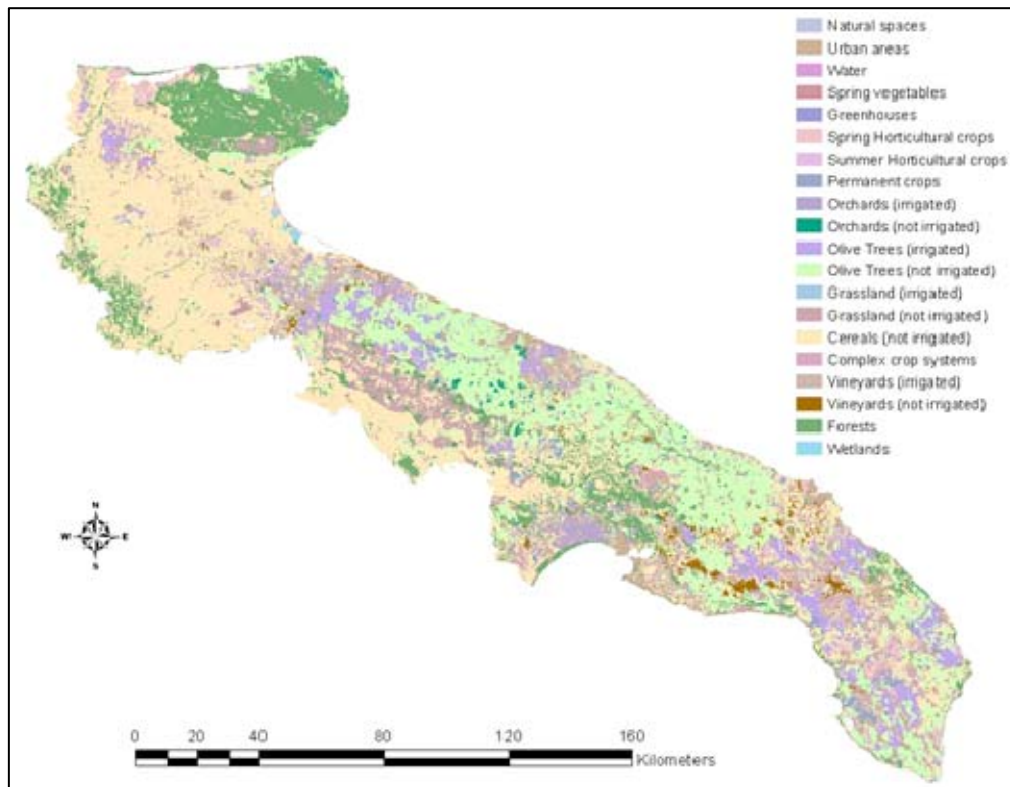 Natural spaces
Urban areas
Water
Spring vegetables
Greenhouses
Spring Horticultural crops
Summer Horticultural crops
Permanent crops
Orchards (irrigated)
Orchards (not irrigated)
Olive Trees (irrigated)
Olive Trees (not irrigated)
Grassland (irrigated)
Grassland (not irrigated)
Cereals (not irrigated)
Complex crop systems
Vineyards (irrigated)
Vineyards (not irrigated)
Forests
Wetlands
N
W E
S
0 20 40 80 120 160
Kilometers